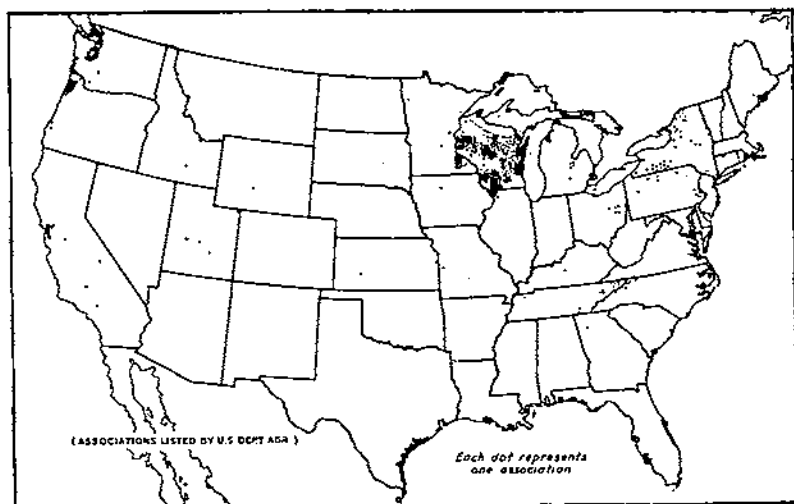 (ASSOCIATIONS LISTED BY U.S DEPT AGR)
Each dot represents
one association